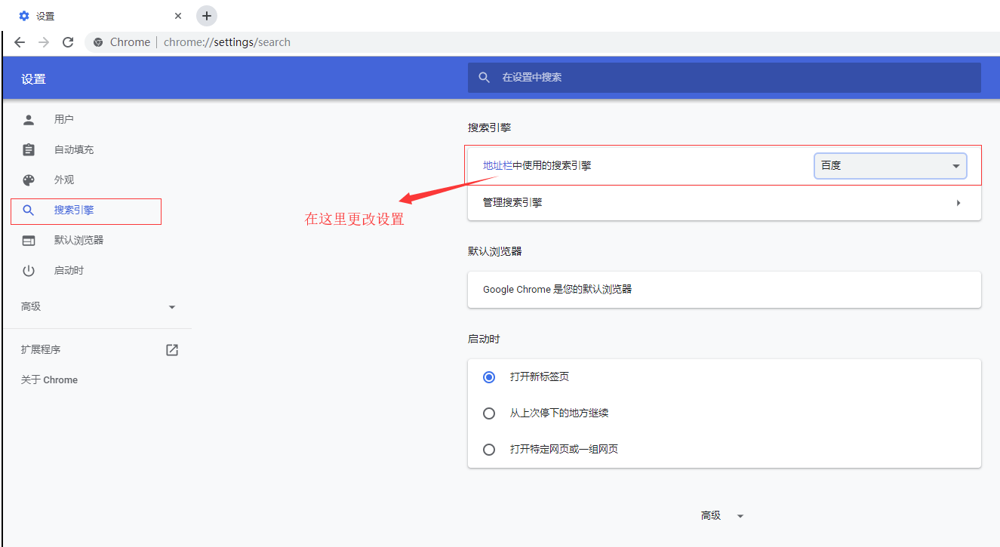 设置
Chrome chrome://settings/search
设置
在设置中搜索
用户
自动填充
外观
搜索引擎
默认浏览器
启动时
高级
扩展程序
关于 Chrome
搜索引擎
地址栏中使用的搜索引擎 百度
管理搜索引擎
在这里更改设置
默认浏览器
Google Chrome 是您的默认浏览器
启动时
打开新标签页
从上次停下的地方继续
打开特定网页或一组网页
高级